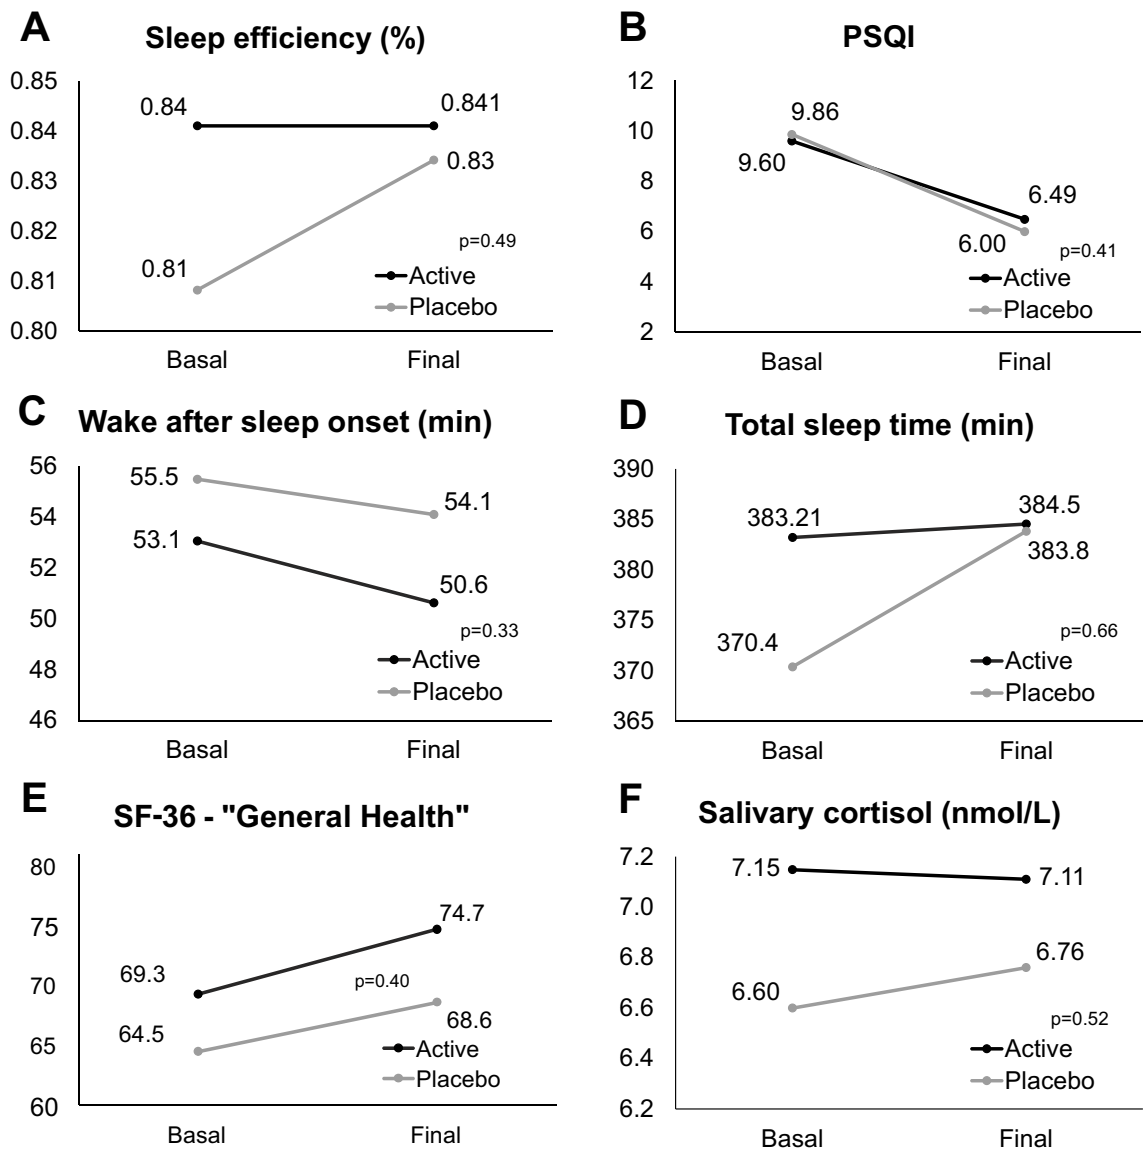 A
Sleep efficiency (%)
0.85
0.84
0.83
0.82
0.81
0.80
0.84
0.841
0.83
0.81
p=0.49
Active
Placebo
Basal
Final
B
PSQI
12
10
8
6
4
2
9.86
9.60
6.49
6.00
p=0.41
Active
Placebo
Basal
Final
C
Wake after sleep onset (min)
56
54
52
50
48
46
55.5
54.1
53.1
50.6
p=0.33
Active
Placebo
Basal
Final
D
Total sleep time (min)
390
385
380
375
370
365
383.21
384.5
383.8
370.4
p=0.66
Active
Placebo
Basal
Final
E
SF-36 - "General Health"
80
75
70
65
60
74.7
69.3
p=0.40
64.5
68.6
Active
Placebo
Basal
Final
F
Salivary cortisol (nmol/L)
7.2
7.0
6.8
6.6
6.4
6.2
7.15
7.11
6.76
6.60
p=0.52
Active
Placebo
Basal
Final